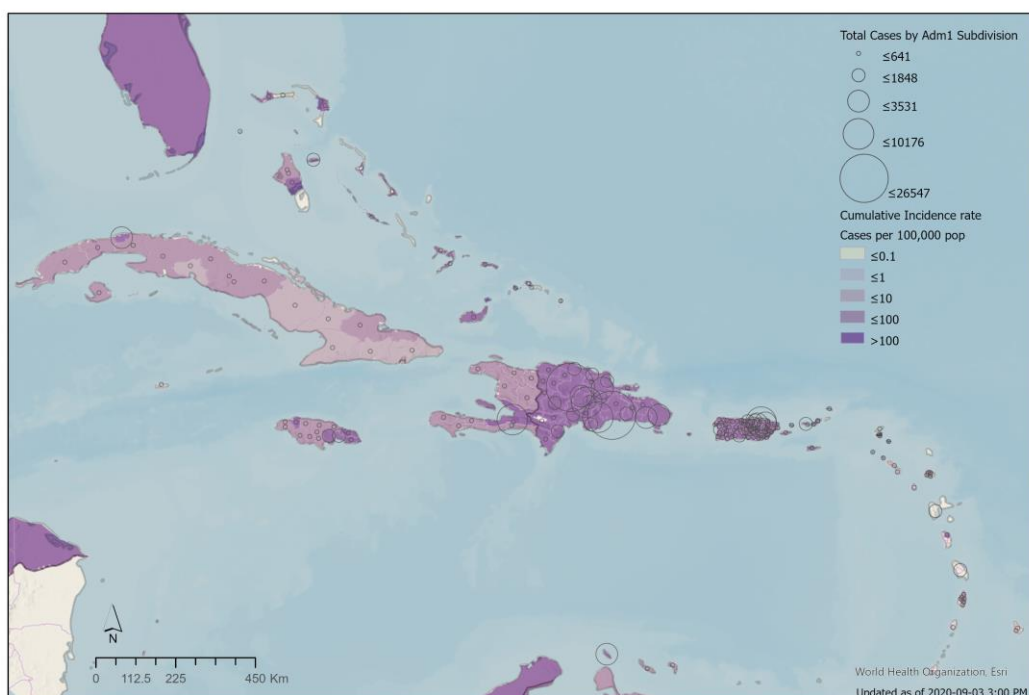 Total Cases by Adm1 Subdivision
≤641
≤1848
≤3531
≤10176
≤26547
Cumulative Incidence rate
Cases per 100,000 pop
≤0.1
≤1
≤10
≤100
>100
N
0 112.5 225 450 Km
World Health Organization, Esri
Updated as of 2020-09-03 3:00 PM